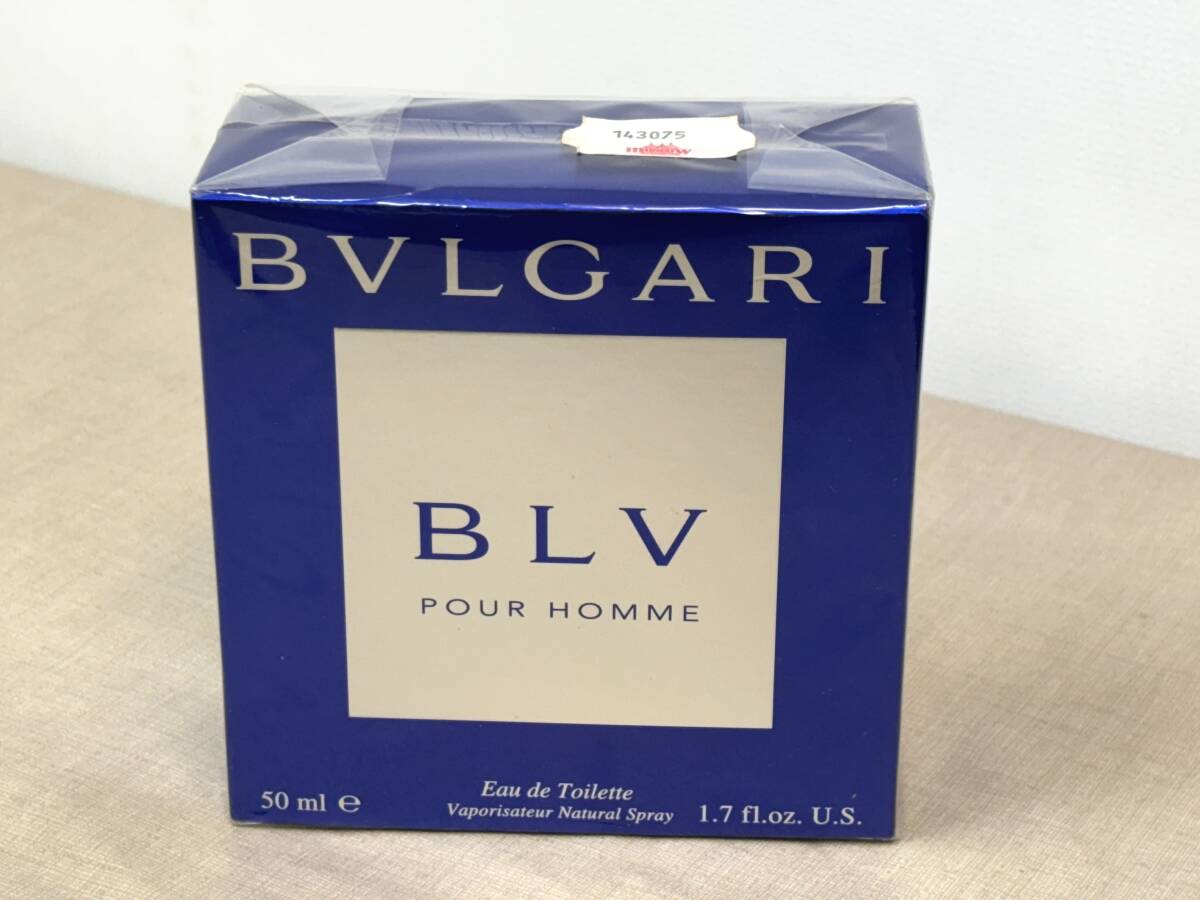 143075
BVLGARI
BLV
POUR HOMME
Eau de Toilette
50 ml ℮ Vaporisateur Natural Spray 1.7 fl.oz. U.S.